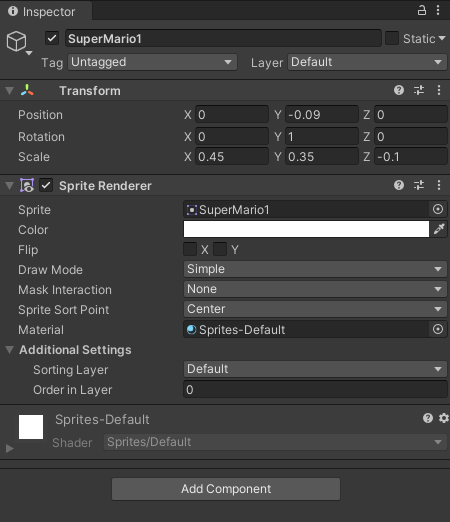 Inspector
SuperMario1 Static
Tag Untagged Layer Default
Transform
Position X 0 Y -0.09 Z 0
Rotation X 0 Y 1 Z 0
Scale X 0.45 Y 0.35 Z -0.1
Sprite Renderer
Sprite SuperMario1
Color
Flip X Y
Draw Mode Simple
Mask Interaction None
Sprite Sort Point Center
Material Sprites-Default
Additional Settings
Sorting Layer Default
Order in Layer 0
Sprites-Default
Shader Sprites/Default
Add Component